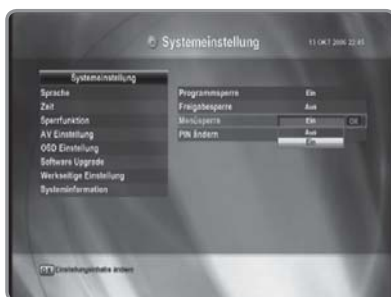 Systemeinstellung
11 OKT 2006 22:45
Systemeinstellung
Sprache
Zeit
Sperrfunktion
AV Einstellung
OSD Einstellung
Software Upgrade
Werkseitige Einstellung
Systeminformation
Programmsperre Ein
Freigabesperre Aus
Menüsperre Ein OK
PIN ändern Aus
Ein
OK Einstellungsinhalte ändern